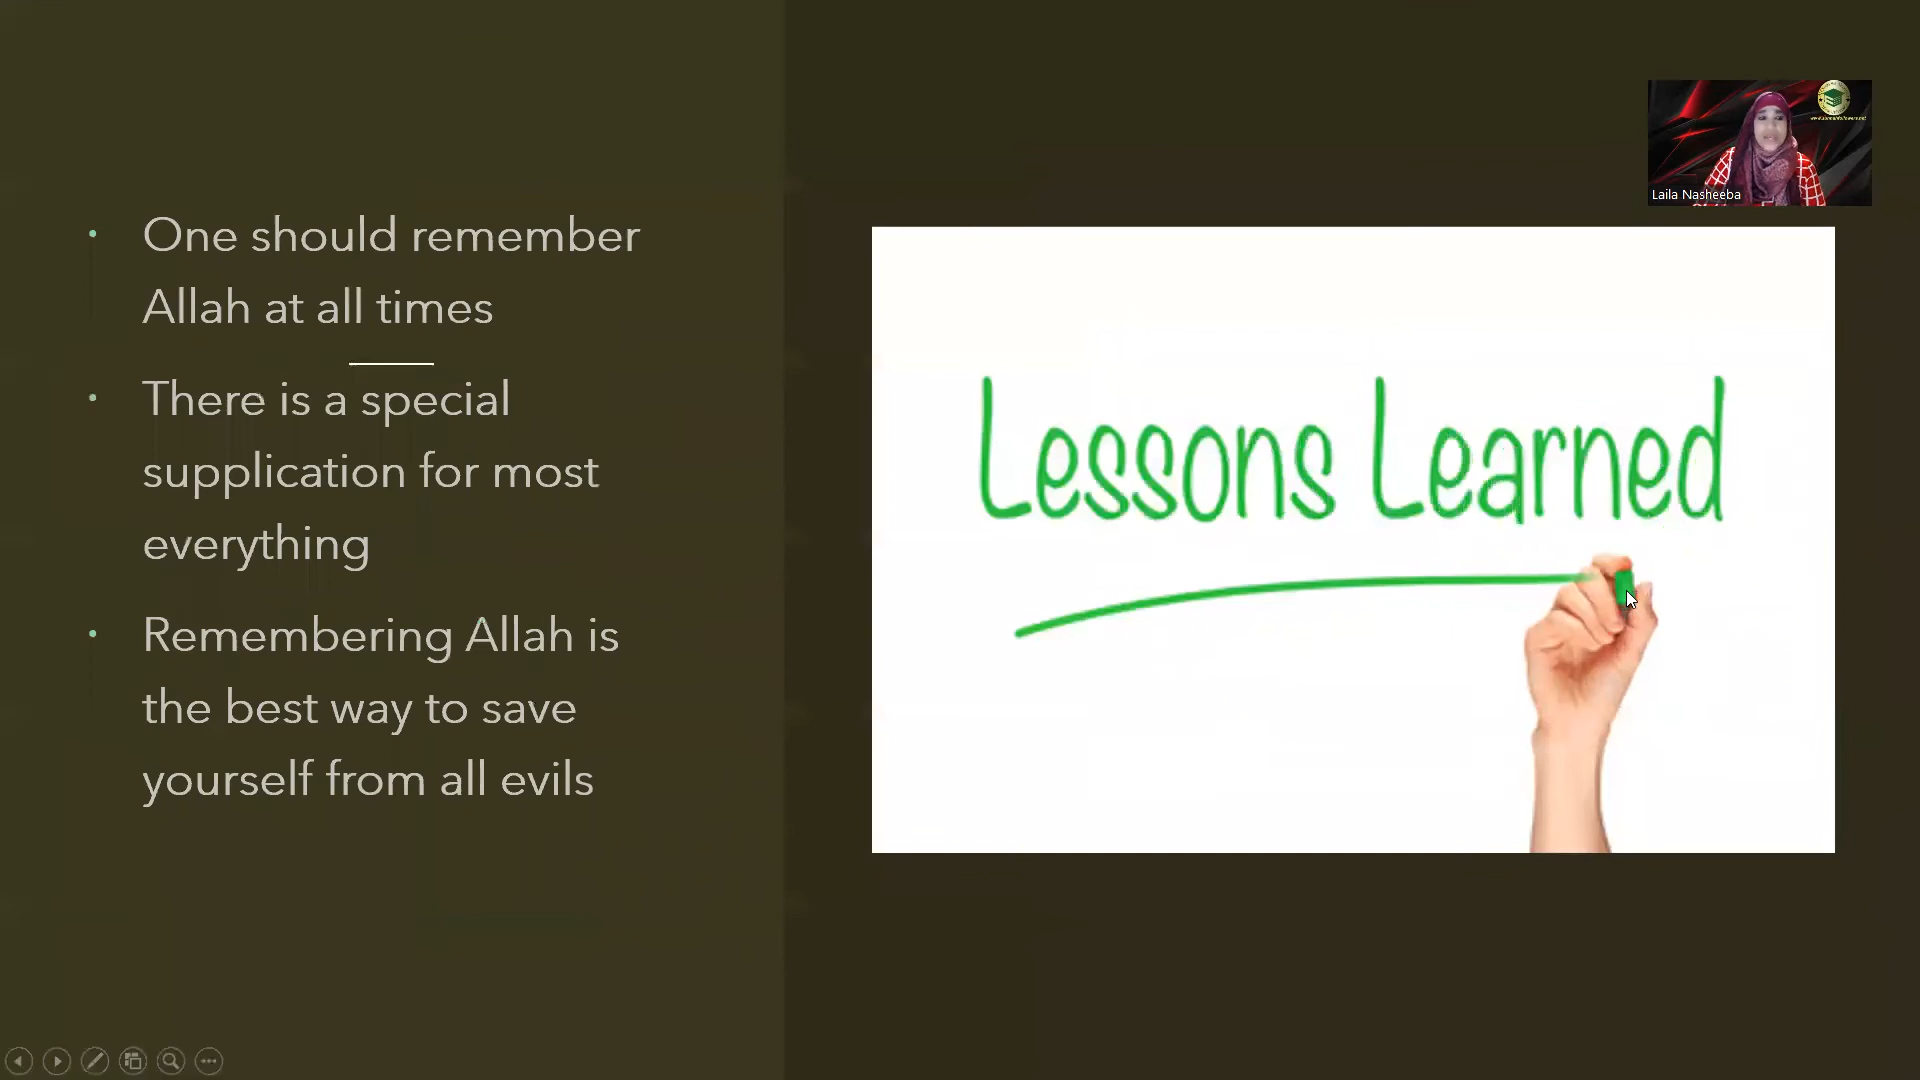 One should remember
Allah at all times
There is a special
supplication for most
everything
Remembering Allah is
the best way to save
yourself from all evils
Lessons Learned
Laila Nasheeba